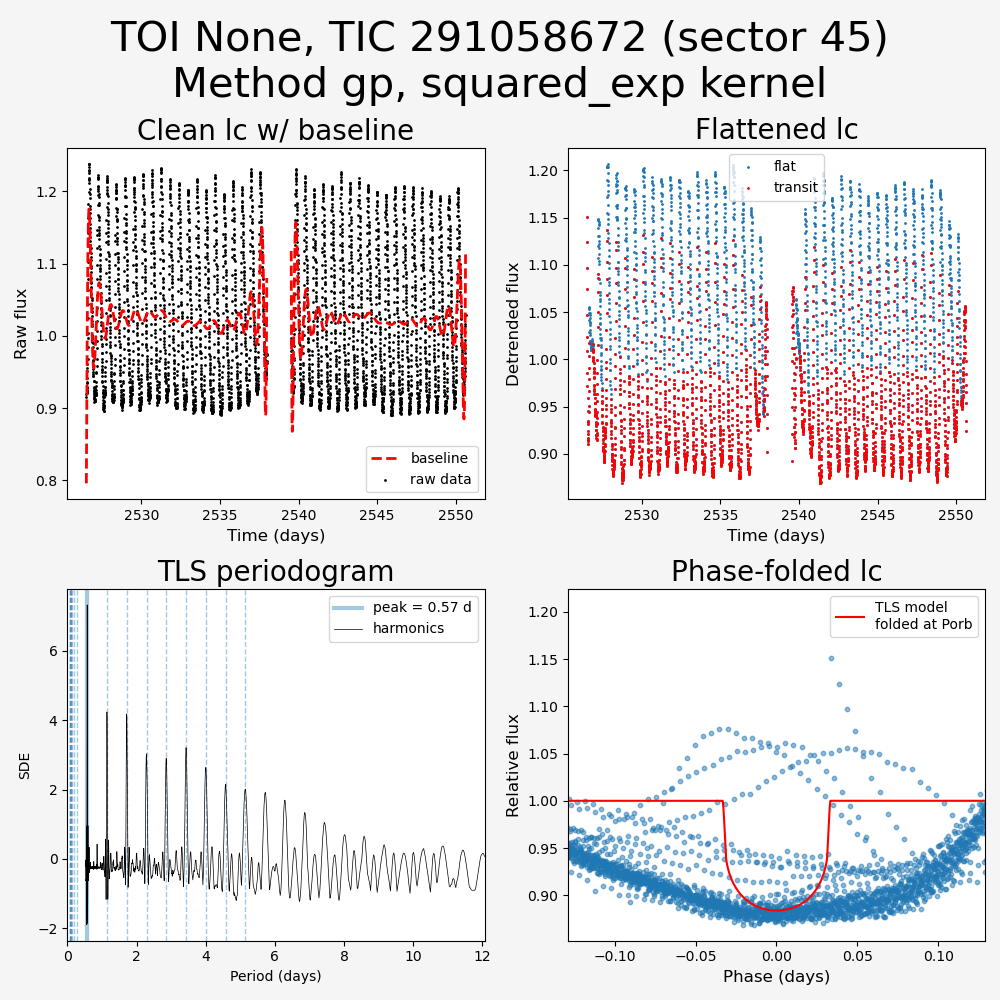 TOI None, TIC 291058672 (sector 45)
Method gp, squared_exp kernel
Clean lc w/ baseline
Raw flux
1.2
1.1
1.0
0.9
0.8
baseline
raw data
2530
2535
2540
2545
2550
Time (days)
Flattened lc
Detrended flux
1.20
1.15
1.10
1.05
1.00
0.95
0.90
flat
transit
2530
2535
2540
2545
2550
Time (days)
TLS periodogram
SDE
6
4
2
0
−2
peak = 0.57 d
harmonics
0
2
4
6
8
10
12
Period (days)
Phase-folded lc
Relative flux
1.20
1.15
1.10
1.05
1.00
0.95
0.90
TLS model
folded at Porb
−0.10
−0.05
0.00
0.05
0.10
Phase (days)